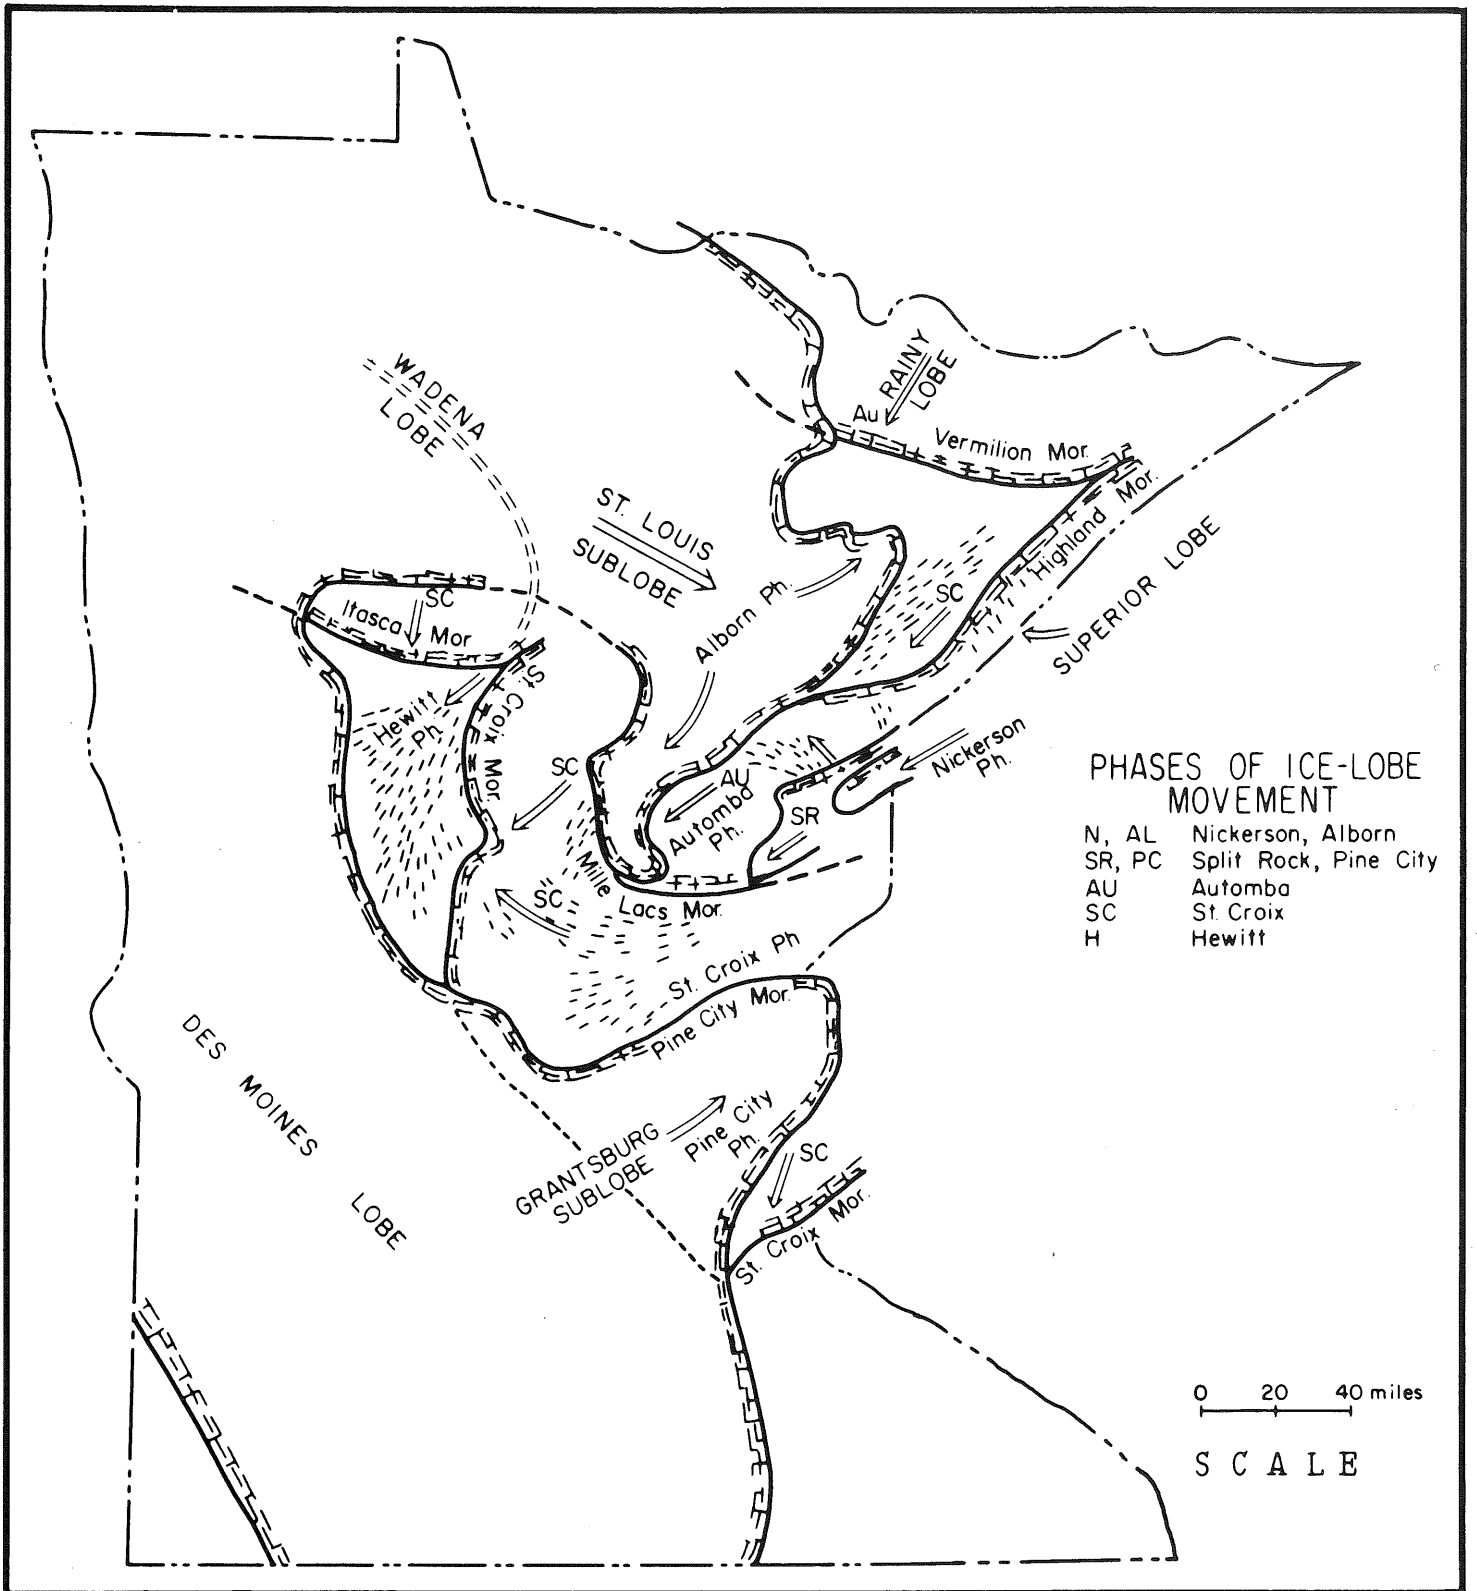 WADENA
LOBE
RAINY
LOBE
Au
Vermilion Mor.
Highland Mor.
ST. LOUIS
SUBLOBE
Alborn Ph.
SC
SUPERIOR LOBE
SC
Itasca Mor
St. Croix Mor.
Hewitt
Ph.
SC
AU
Automba
Ph.
SR
Nickerson
Ph.
Mille
Lacs Mor.
SC
St. Croix Ph
Pine City Mor.
PHASES OF ICE-LOBE
MOVEMENT
N, AL Nickerson, Alborn
SR, PC Split Rock, Pine City
AU Automba
SC St. Croix
H Hewitt
DES MOINES LOBE
GRANTSBURG
SUBLOBE
Pine City
Ph.
SC
St. Croix Mor.
0 20 40 miles
SCALE